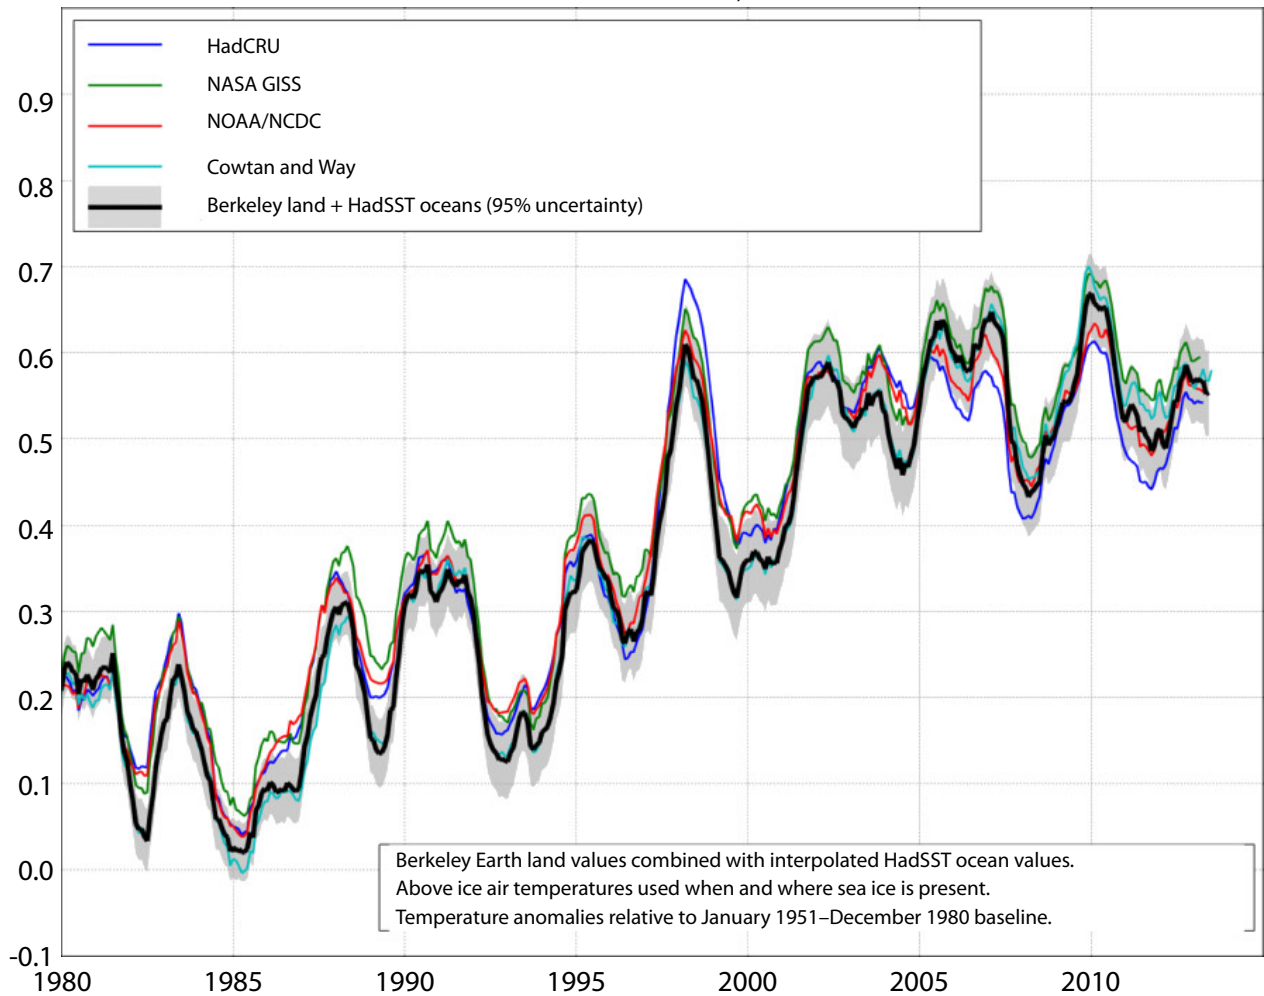 HadCRU
NASA GISS
NOAA/NCDC
Cowtan and Way
Berkeley land + HadSST oceans (95% uncertainty)
0.9
0.8
0.7
0.6
0.5
0.4
0.3
0.2
0.1
0.0
-0.1
Berkeley Earth land values combined with interpolated HadSST ocean values.
Above ice air temperatures used when and where sea ice is present.
Temperature anomalies relative to January 1951–December 1980 baseline.
1980 1985 1990 1995 2000 2005 2010